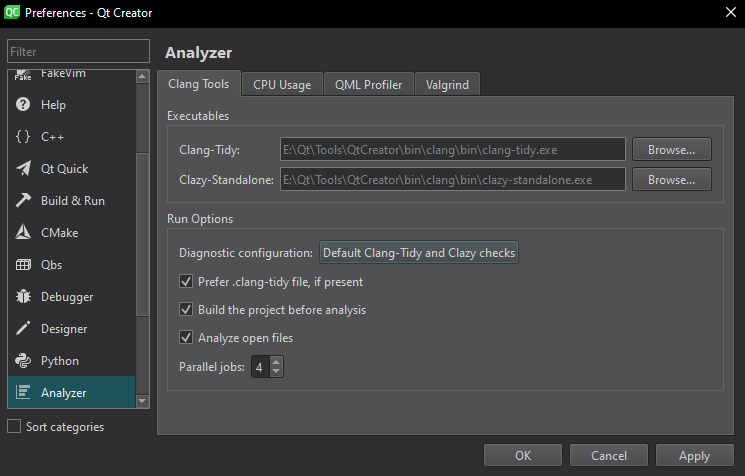 QC Preferences - Qt Creator
Filter
Analyzer
Fake FakeVim
Help
{ } C++
Qt Quick
Build & Run
CMake
Qbs
Debugger
Designer
Python
Analyzer
Sort categories
Clang Tools CPU Usage QML Profiler Valgrind
Executables
Clang-Tidy: E:\Qt\Tools\QtCreator\bin\clang\bin\clang-tidy.exe Browse...
Clazy-Standalone: E:\Qt\Tools\QtCreator\bin\clang\bin\clazy-standalone.exe Browse...
Run Options
Diagnostic configuration: Default Clang-Tidy and Clazy checks
Prefer .clang-tidy file, if present
Build the project before analysis
Analyze open files
Parallel jobs: 4
OK Cancel Apply